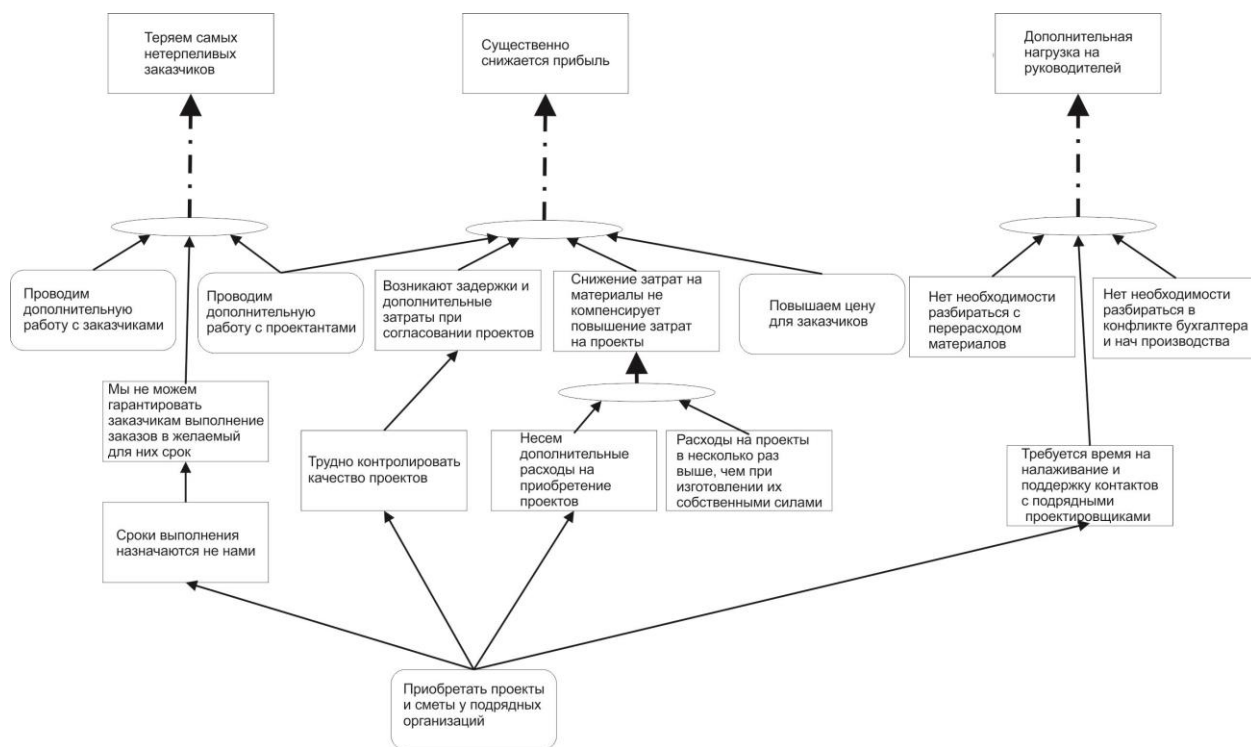 Теряем самых
нетерпеливых
заказчиков
Существенно
снижается прибыль
Дополнительная
нагрузка на
руководителей
Проводим
дополнительную
работу с заказчиками
Проводим
дополнительную
работу с проектантами
Возникают задержки и
дополнительные
затраты при
согласовании проектов
Снижение затрат на
материалы не
компенсирует
повышение затрат
на проекты
Повышаем цену
для заказчиков
Нет необходимости
разбираться с
перерасходом
материалов
Нет необходимости
разбираться в
конфликте бухгалтера
и нач производства
Мы не можем
гарантировать
заказчикам выполнение
заказов в желаемый
для них срок
Трудно контролировать
качество проектов
Несем
дополнительные
расходы на
приобретение
проектов
Расходы на проекты
в несколько раз
выше, чем при
изготовлении их
собственными силами
Требуется время на
налаживание и
поддержку контактов
с подрядными
проектировщиками
Сроки выполнения
назначаются не нами
Приобретать проекты
и сметы у подрядных
организаций